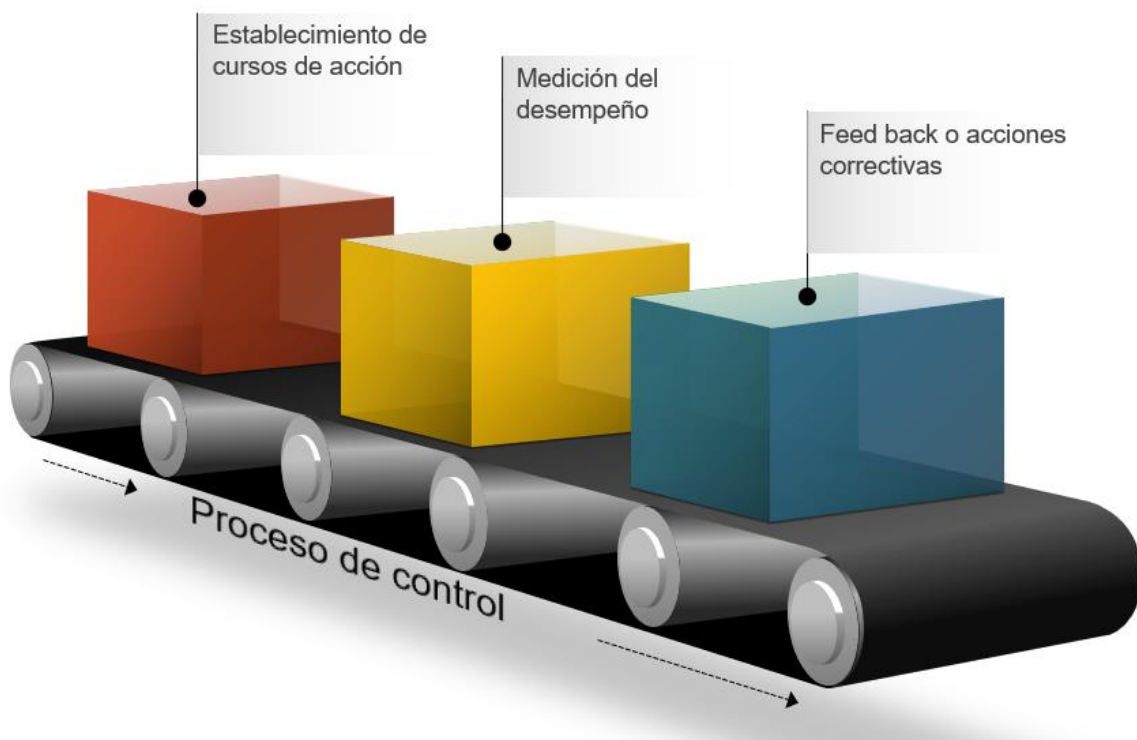 Establecimiento de
cursos de acción
Medición del
desempeño
Feed back o acciones
correctivas
Proceso de control